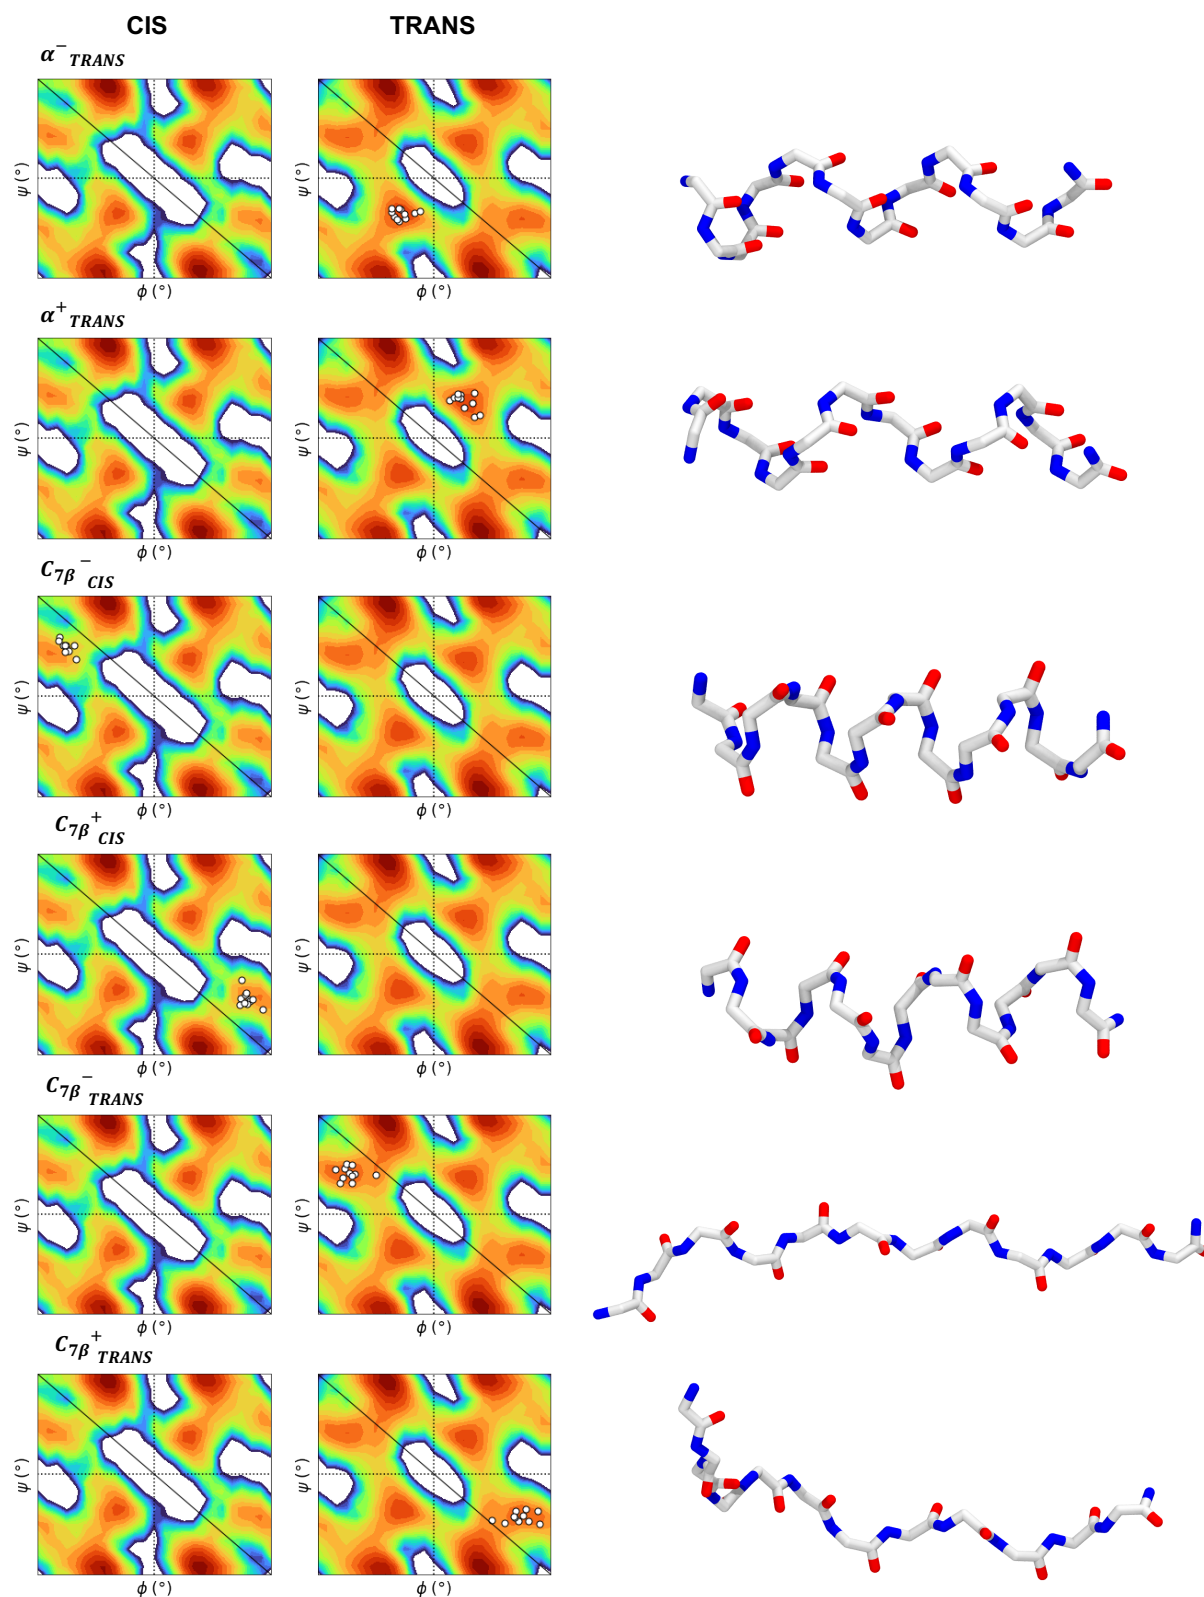 CIS TRANS
α⁻TRANS
ψ (°) ψ (°)
ϕ (°) ϕ (°)
α⁺TRANS
ψ (°) ψ (°)
ϕ (°) ϕ (°)
C7β⁻CIS
ψ (°) ψ (°)
ϕ (°) ϕ (°)
C7β⁺CIS
ψ (°) ψ (°)
ϕ (°) ϕ (°)
C7β⁻TRANS
ψ (°) ψ (°)
ϕ (°) ϕ (°)
C7β⁺TRANS
ψ (°) ψ (°)
ϕ (°) ϕ (°)